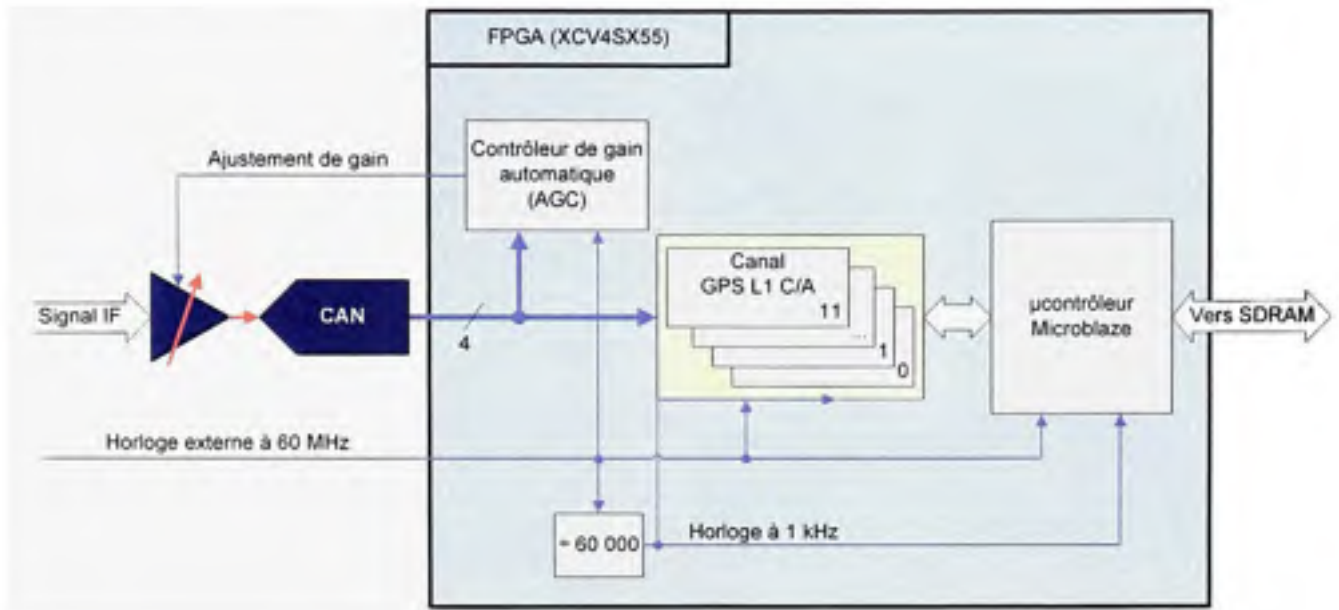 FPGA (XCV4SX55)
Ajustement de gain
Contrôleur de gain
automatique
(AGC)
Signal IF
CAN
4
Canal
GPS L1 C/A
11
...
1
0
µcontrôleur
Microblaze
Vers SDRAM
Horloge externe à 60 MHz
÷ 60 000
Horloge à 1 kHz